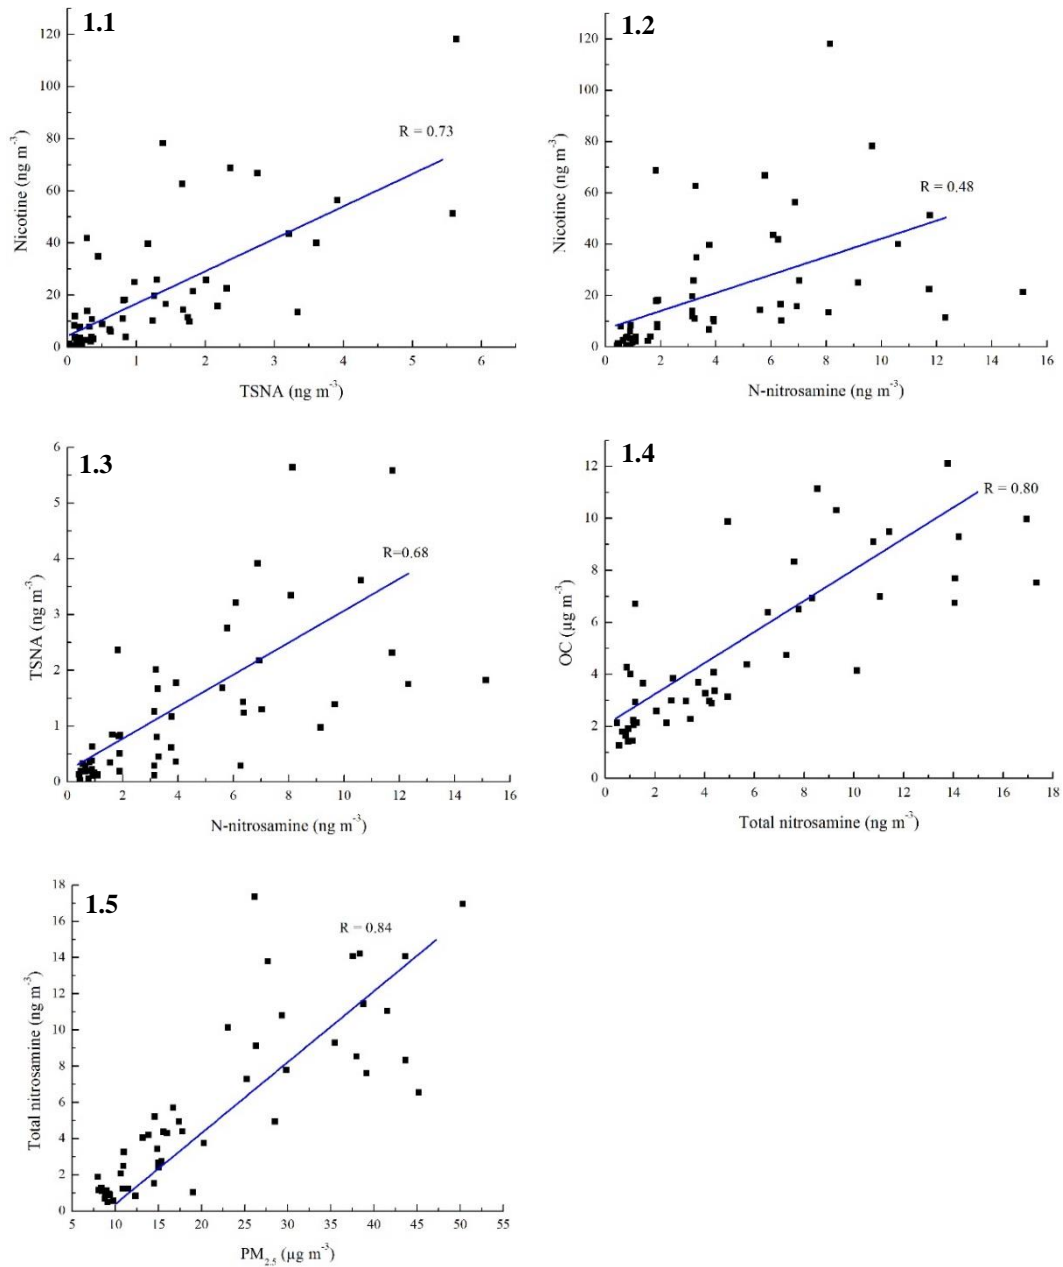 1.1
Nicotine (ng m-3)
120
100
80
60
40
20
0
R = 0.73
0 1 2 3 4 5 6
TSNA (ng m-3)
1.2
Nicotine (ng m-3)
120
100
80
60
40
20
0
R = 0.48
0 2 4 6 8 10 12 14 16
N-nitrosamine (ng m-3)
1.3
TSNA (ng m-3)
6
5
4
3
2
1
0
R=0.68
0 2 4 6 8 10 12 14 16
N-nitrosamine (ng m-3)
1.4
OC (µg m-3)
12
10
8
6
4
2
0
R = 0.80
0 2 4 6 8 10 12 14 16 18
Total nitrosamine (ng m-3)
1.5
Total nitrosamine (ng m-3)
18
16
14
12
10
8
6
4
2
0
R = 0.84
5 10 15 20 25 30 35 40 45 50 55
PM2.5 (µg m-3)